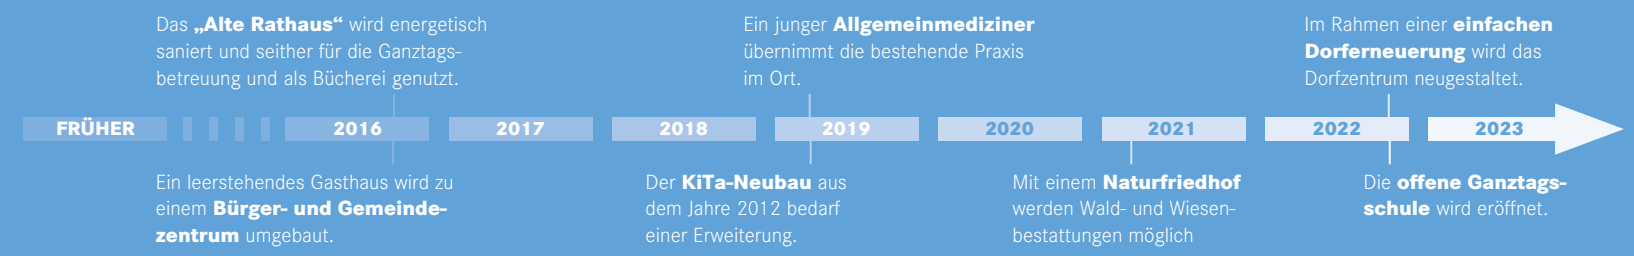 Das „Alte Rathaus“ wird energetisch
saniert und seither für die Ganztags-
betreuung und als Bücherei genutzt.
Ein junger Allgemeinmediziner
übernimmt die bestehende Praxis
im Ort.
Im Rahmen einer einfachen
Dorferneuerung wird das
Dorfzentrum neugestaltet.
FRÜHER 2016 2017 2018 2019 2020 2021 2022 2023
Ein leerstehendes Gasthaus wird zu
einem Bürger- und Gemeinde-
zentrum umgebaut.
Der KiTa-Neubau aus
dem Jahre 2012 bedarf
einer Erweiterung.
Mit einem Naturfriedhof
werden Wald- und Wiesen-
bestattungen möglich
Die offene Ganztags-
schule wird eröffnet.